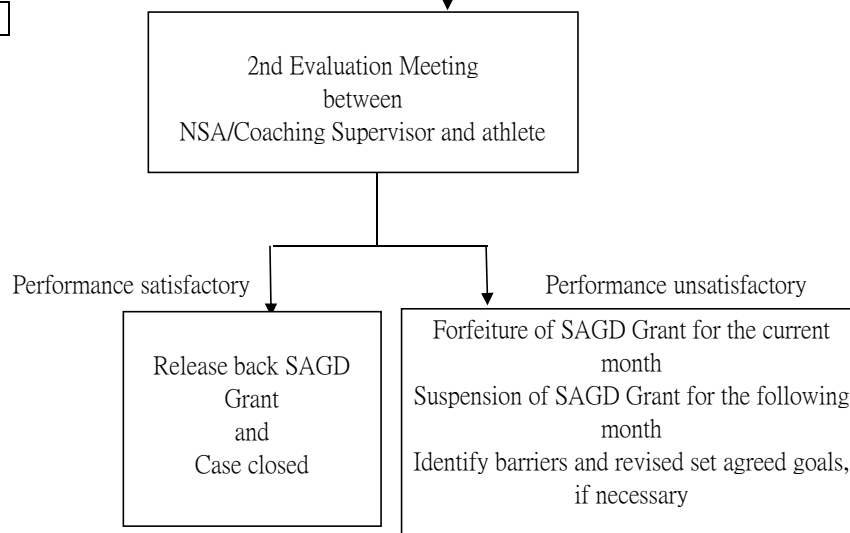 2nd Evaluation Meeting
between
NSA/Coaching Supervisor and athlete
Performance satisfactory
Performance unsatisfactory
Release back SAGD
Grant
and
Case closed
Forfeiture of SAGD Grant for the current
month
Suspension of SAGD Grant for the following
month
Identify barriers and revised set agreed goals,
if necessary